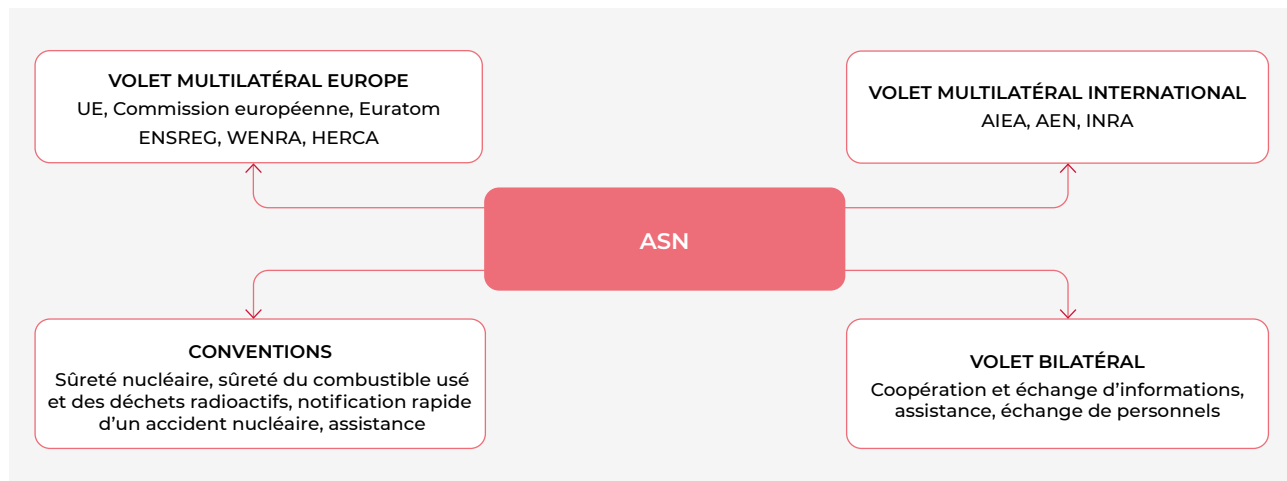 VOLET MULTILATÉRAL EUROPE
UE, Commission européenne, Euratom
ENSREG, WENRA, HERCA
VOLET MULTILATÉRAL INTERNATIONAL
AIEA, AEN, INRA
ASN
CONVENTIONS
Sûreté nucléaire, sûreté du combustible usé
et des déchets radioactifs, notification rapide
d’un accident nucléaire, assistance
VOLET BILATÉRAL
Coopération et échange d’informations,
assistance, échange de personnels